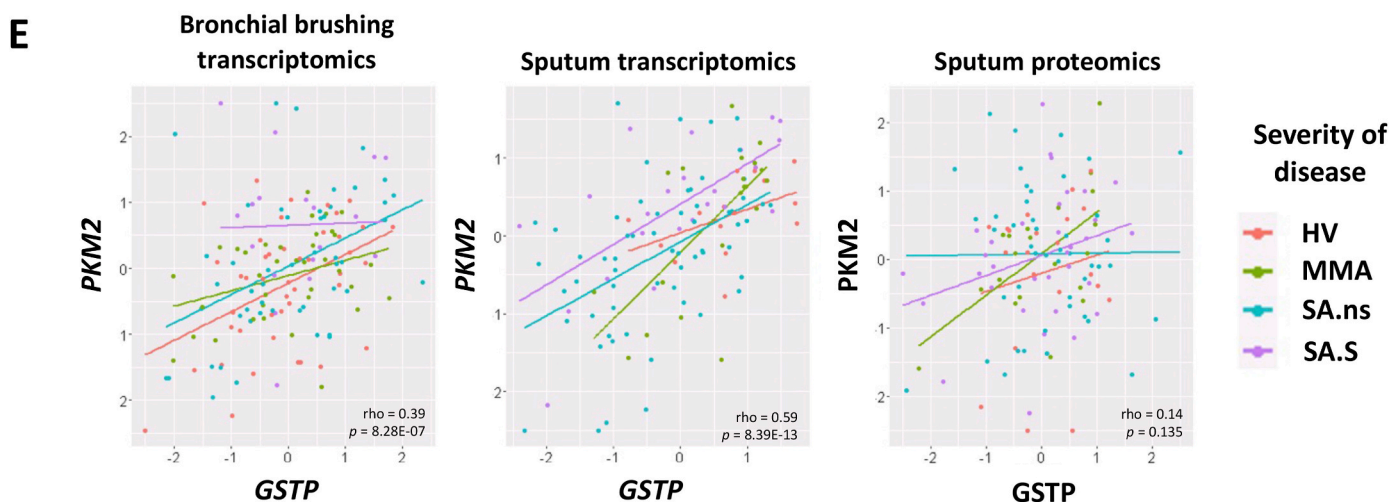 E
Bronchial brushing
transcriptomics
PKM2
2
1
0
1
2
rho = 0.39
p = 8.28E-07
-2 -1 0 1 2
GSTP
Sputum transcriptomics
PKM2
1
0
1
2
rho = 0.59
p = 8.39E-13
-2 -1 0 1
GSTP
Sputum proteomics
PKM2
2
1
0
1
2
rho = 0.14
p = 0.135
-2 -1 0 1 2
GSTP
Severity of
disease
HV
MMA
SA.ns
SA.S